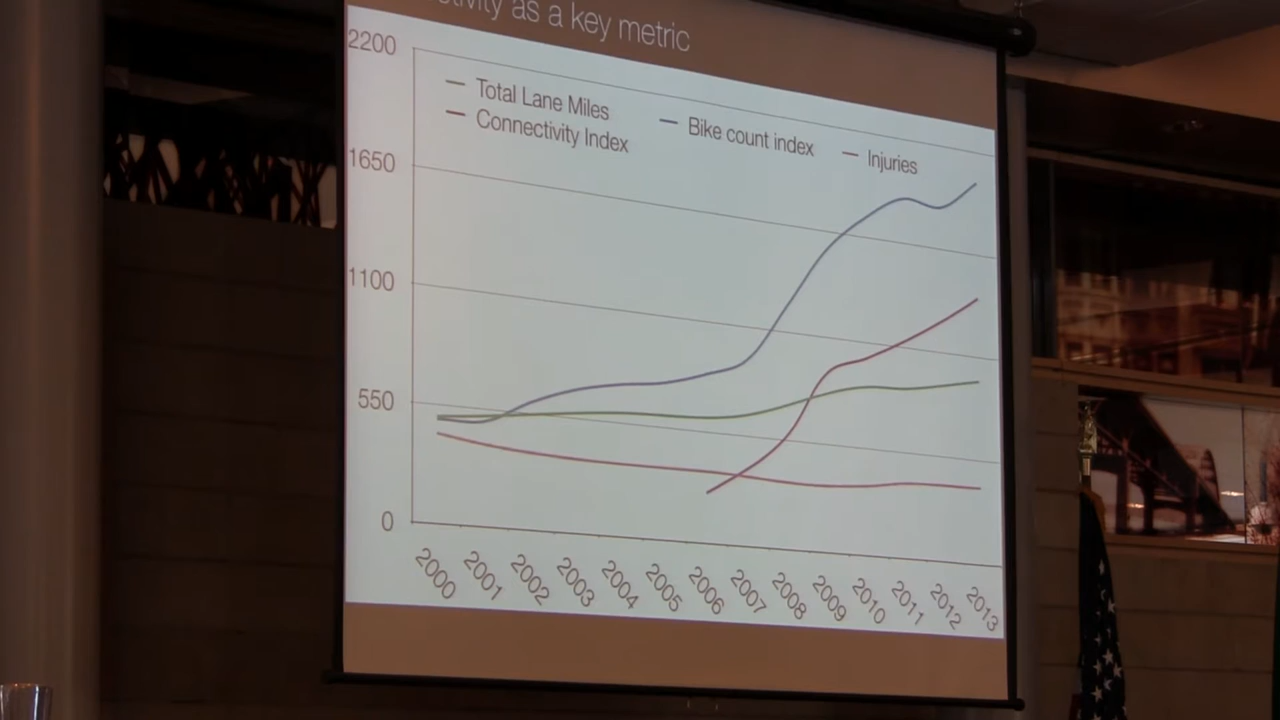 as a key metric
2200
Total Lane Miles
Connectivity Index
Bike count index
Injuries
1650
1100
550
0
2000 2001 2002 2003 2004 2005 2006 2007 2008 2009 2010 2011 2012 2013